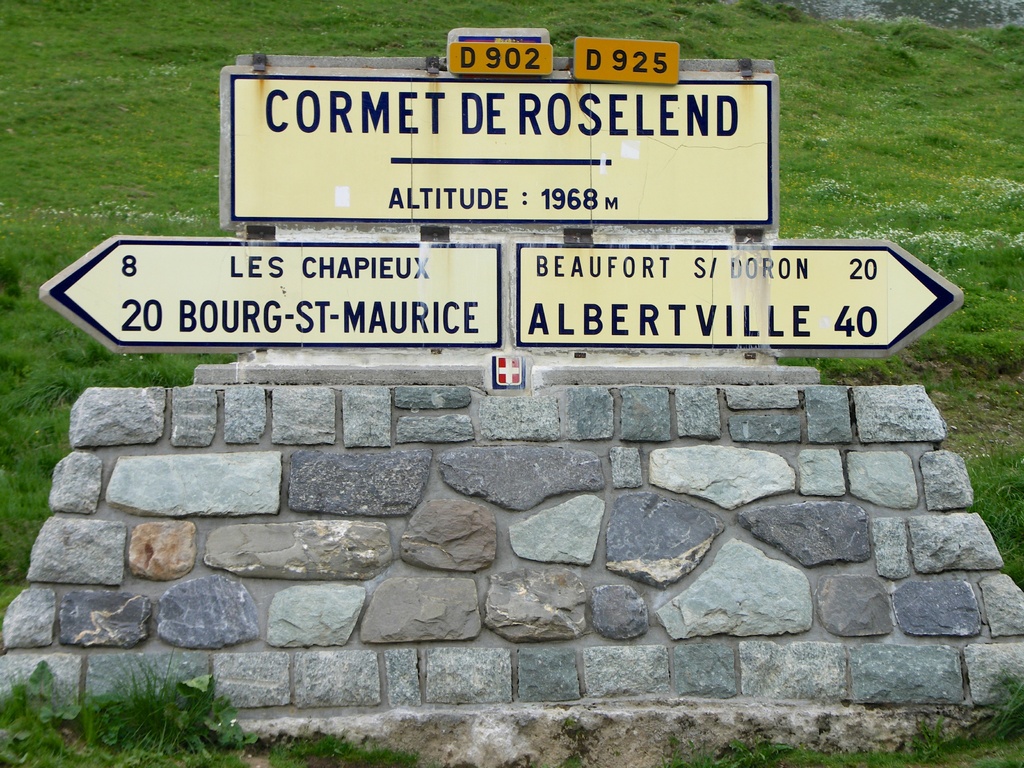 D 902 D 925
CORMET DE ROSELEND
ALTITUDE : 1968 M
8 LES CHAPIEUX
20 BOURG-ST-MAURICE
BEAUFORT S/ DORON 20
ALBERTVILLE 40